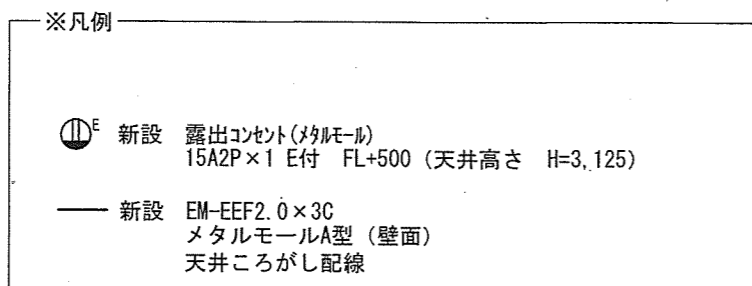 ※凡例
E 新設 露出コンセント(メタルモール)
15A2P×1 E付 FL+500 (天井高さ H=3,125)
新設 EM-EEF2.0×3C
メタルモールA型 (壁面)
天井ころがし配線